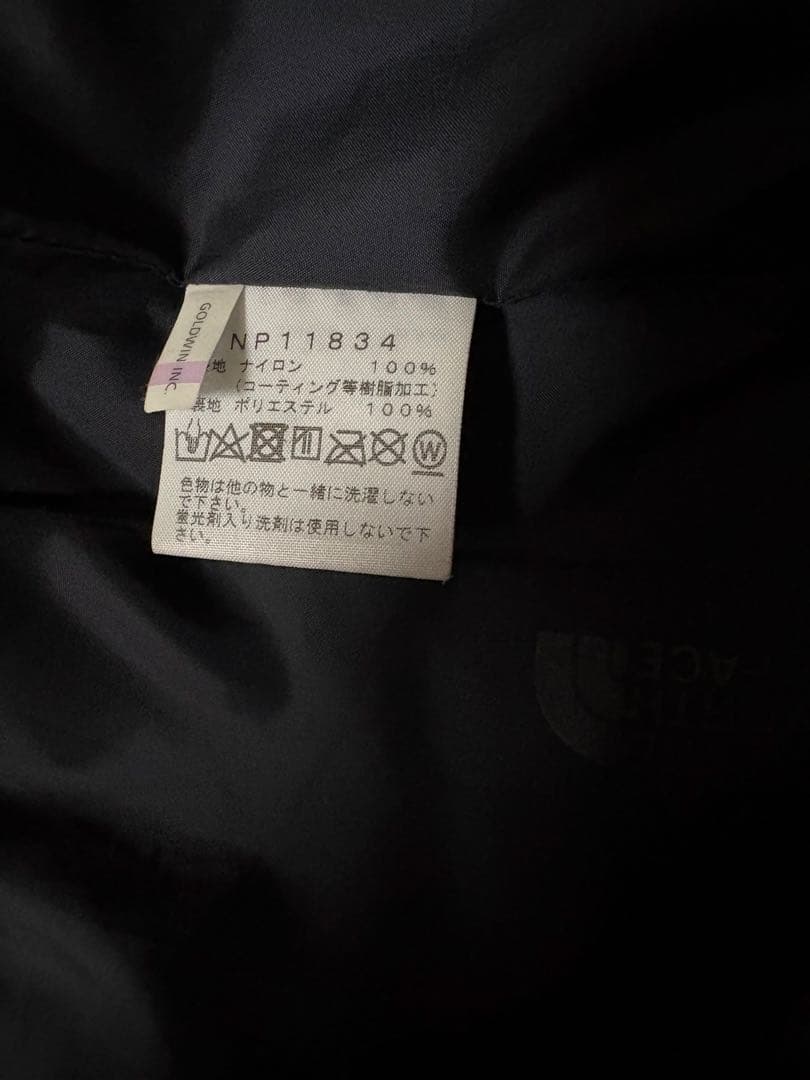 GOLDWIN INC.
NP11834
地 ナイロン 100%
(コーティング等樹脂加工)
裏地 ポリエステル 100%
W
色物は他の物と一緒に洗濯しない
で下さい。
蛍光剤入り洗剤は使用しないで下
さい。